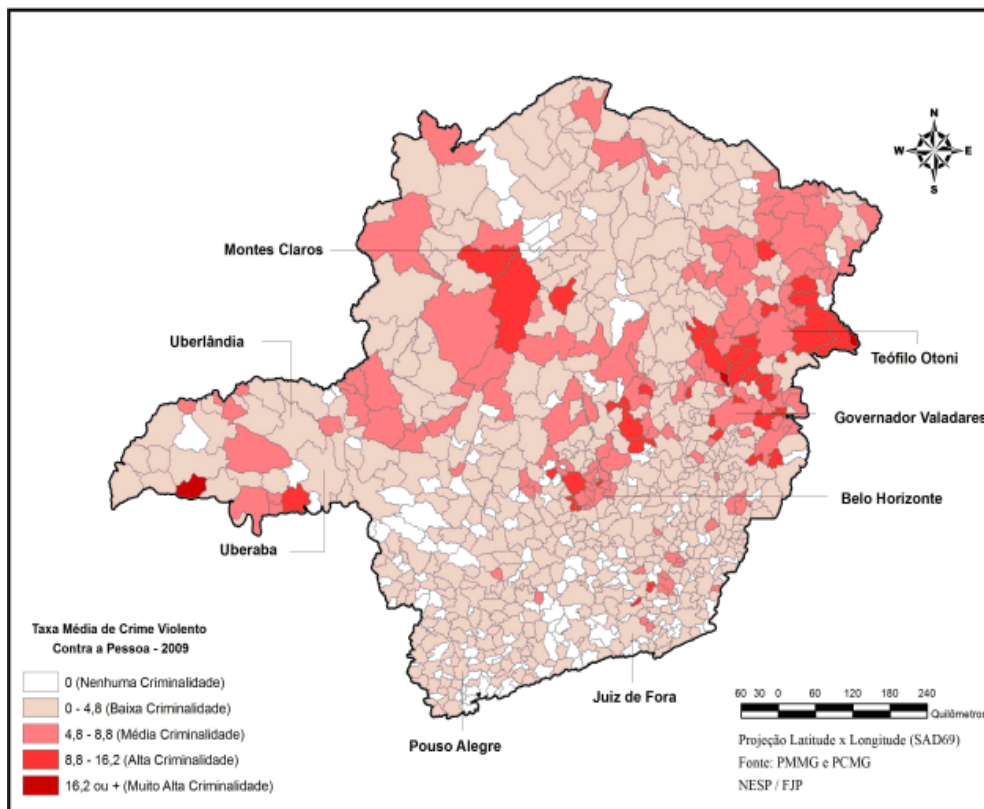 N
W E
S
Montes Claros
Uberlândia
Teófilo Otoni
Governador Valadares
Belo Horizonte
Uberaba
Taxa Média de Crime Violento
Contra a Pessoa - 2009
0 (Nenhuma Criminalidade)
0 - 4,8 (Baixa Criminalidade)
4,8 - 8,8 (Média Criminalidade)
8,8 - 16,2 (Alta Criminalidade)
16,2 ou + (Muito Alta Criminalidade)
Juiz de Fora
Pouso Alegre
60 30 0 60 120 180 240
Quilômetros
Projeção Latitude x Longitude (SAD69)
Fonte: PMMG e PCMG
NESP / FJP